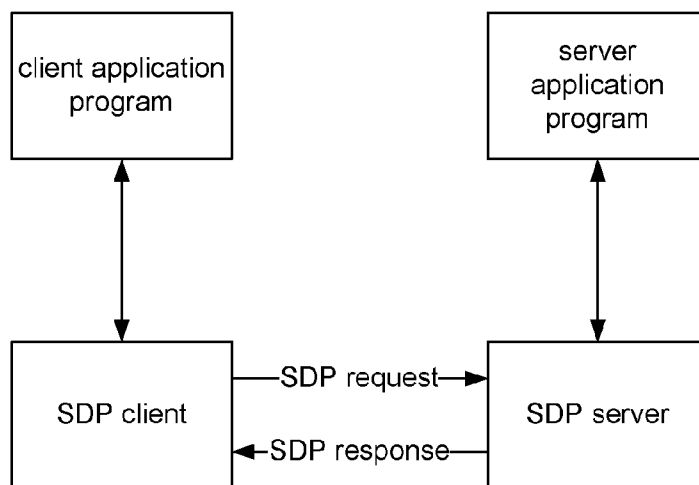 client application
program
server
application
program
SDP request
SDP client
SDP server
SDP response